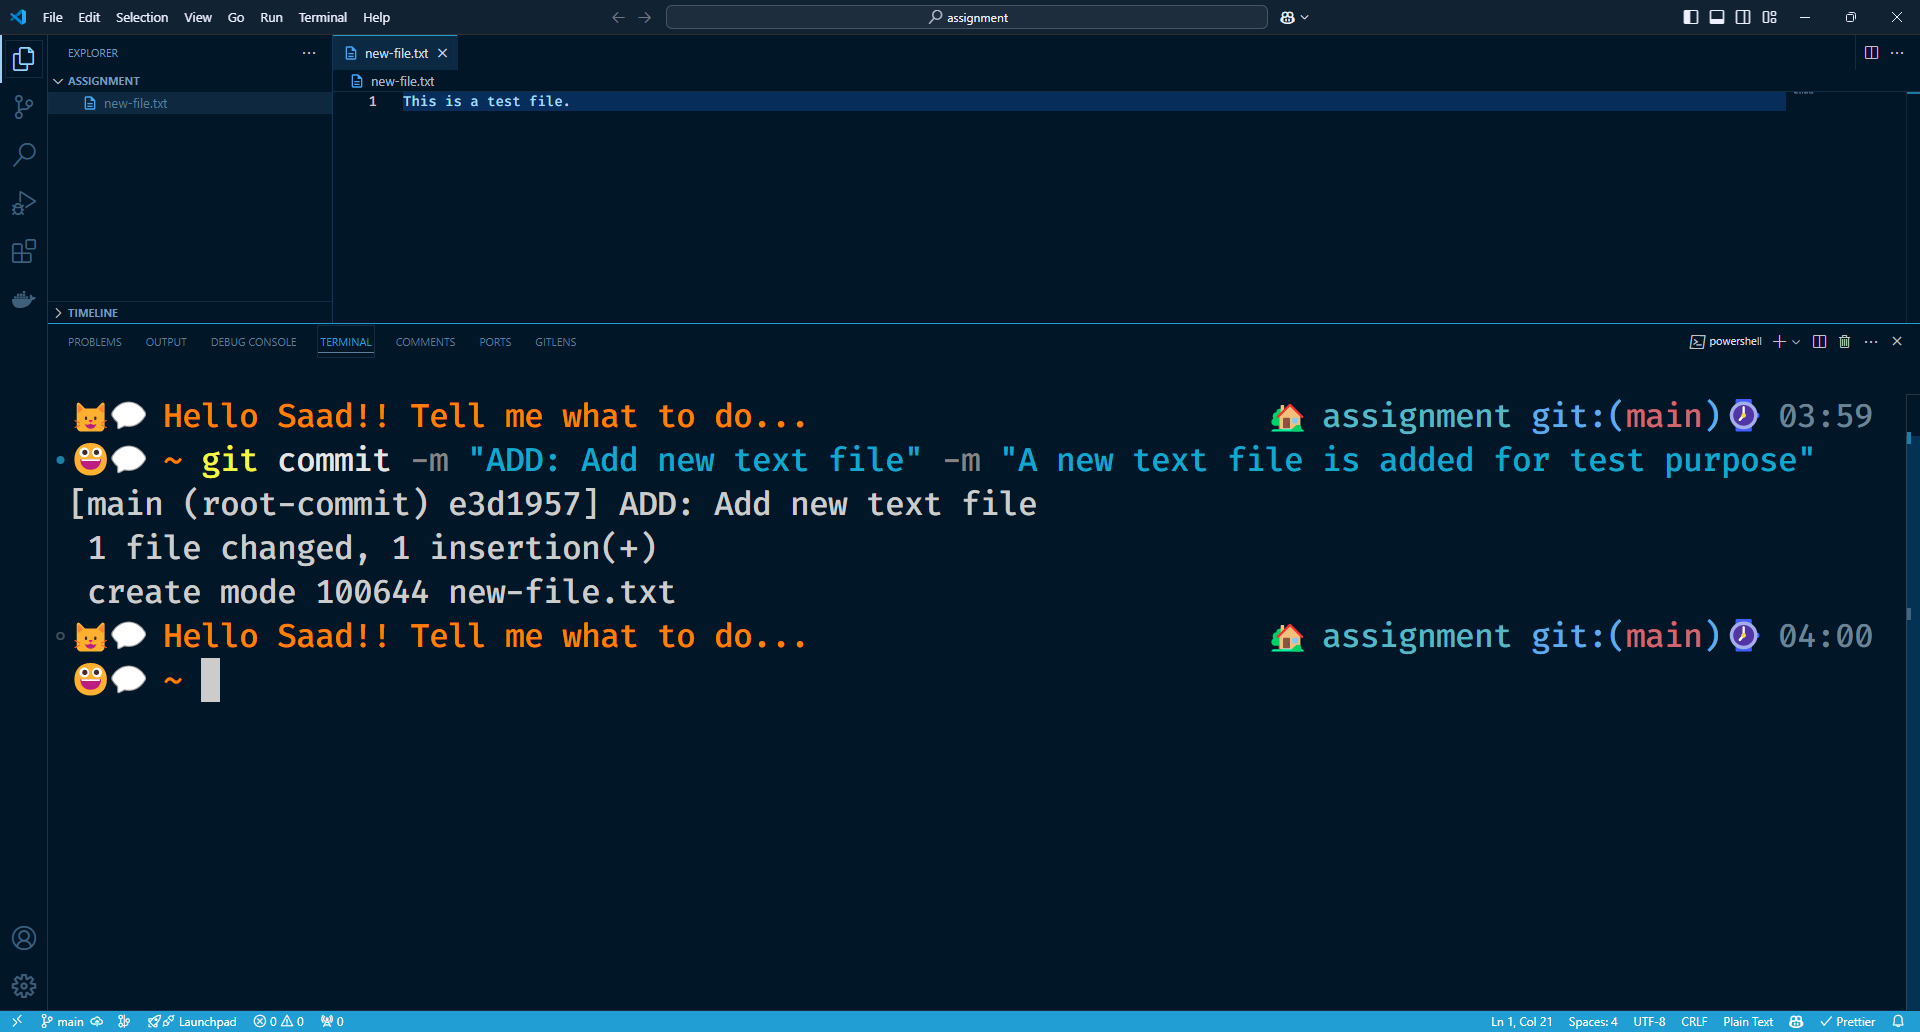 File Edit Selection View Go Run Terminal Help
assignment
EXPLORER
ASSIGNMENT
new-file.txt
TIMELINE
new-file.txt
new-file.txt
1 This is a test file.
PROBLEMS OUTPUT DEBUG CONSOLE TERMINAL COMMENTS PORTS GITLENS
powershell
Hello Saad!! Tell me what to do... assignment git:(main) 03:59
~ git commit -m "ADD: Add new text file" -m "A new text file is added for test purpose"
[main (root-commit) e3d1957] ADD: Add new text file
1 file changed, 1 insertion(+)
create mode 100644 new-file.txt
Hello Saad!! Tell me what to do... assignment git:(main) 04:00
~
main Launchpad 0 0 0 Ln 1, Col 21 Spaces: 4 UTF-8 CRLF Plain Text Prettier